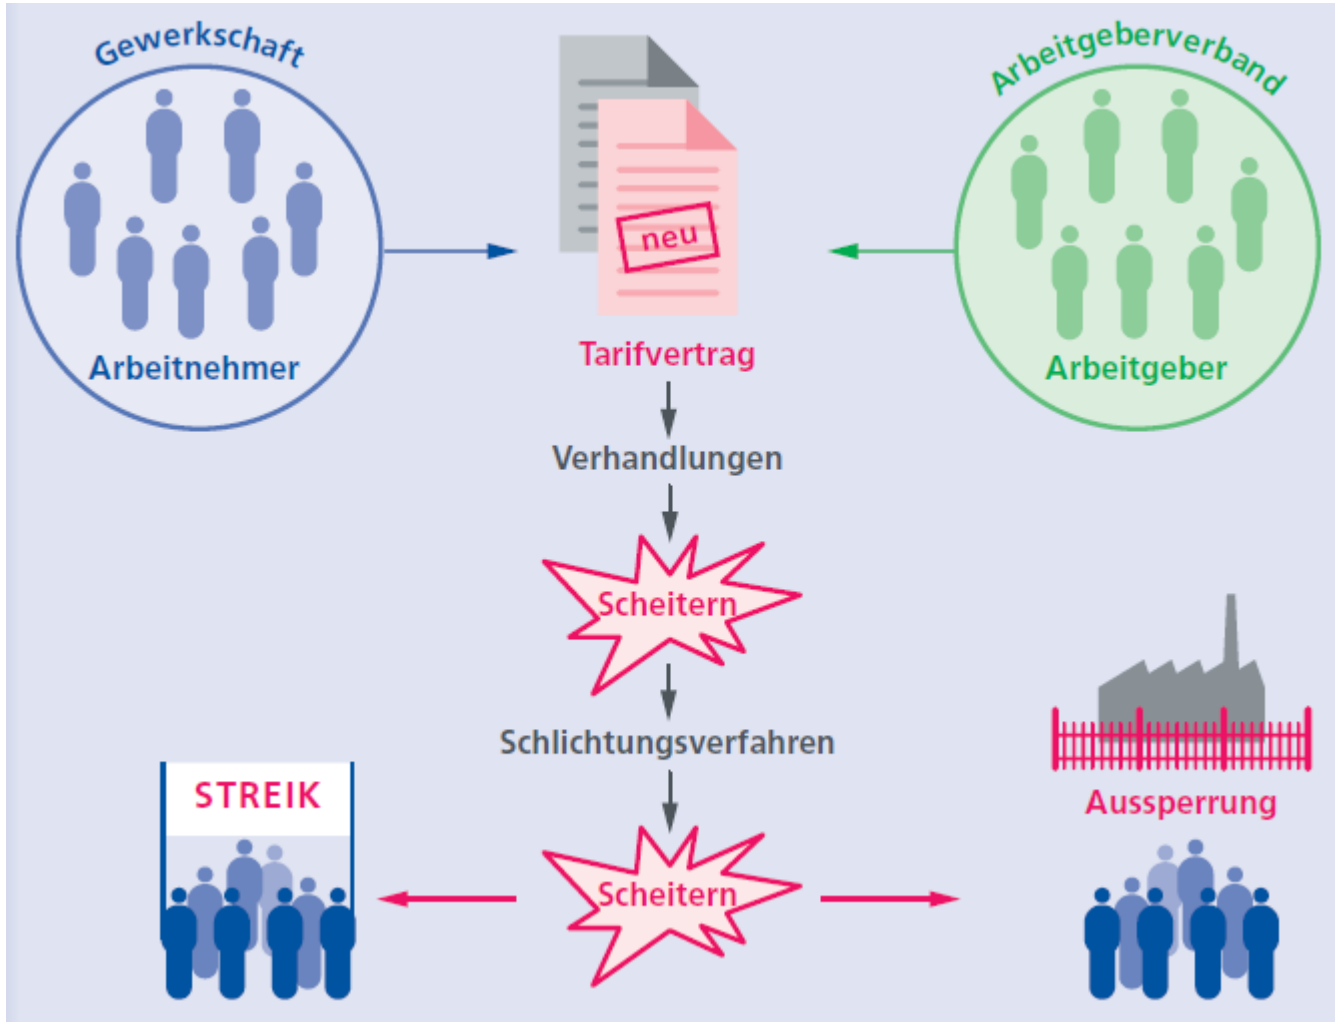 Gewerkschaft
Arbeitgeberverband
neu
Arbeitnehmer
Tarifvertrag
Arbeitgeber
Verhandlungen
Scheitern
Schlichtungsverfahren
STREIK
Aussperrung
Scheitern